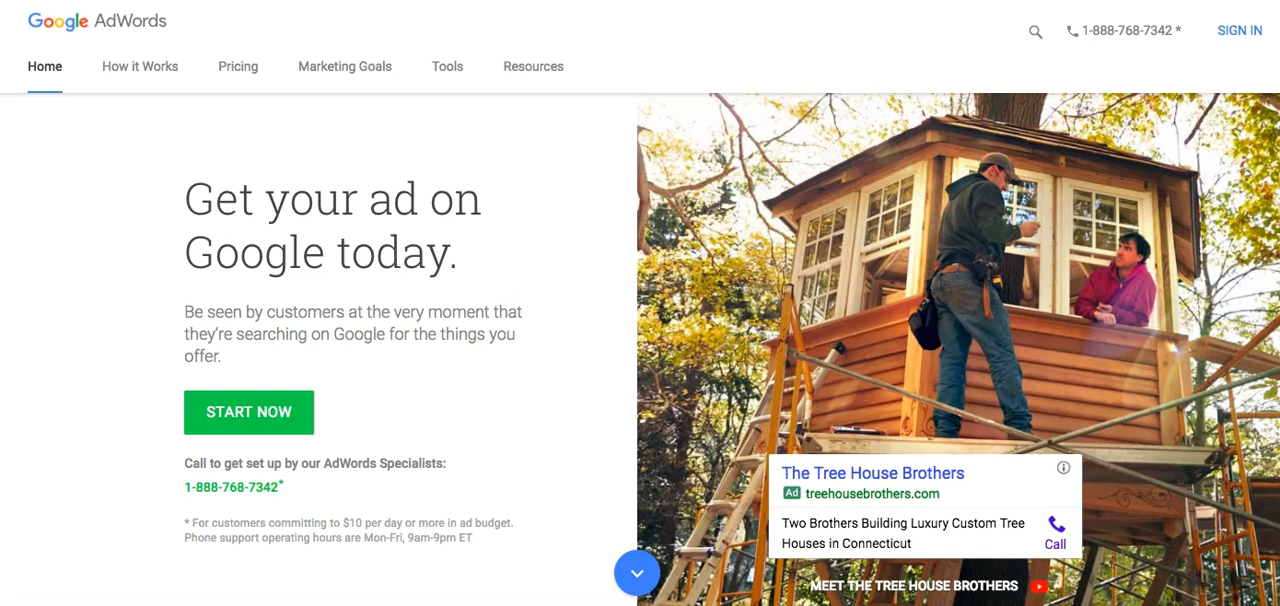 Google AdWords
1-888-768-7342 *
SIGN IN
Home
How it Works
Pricing
Marketing Goals
Tools
Resources
Get your ad on
Google today.
Be seen by customers at the very moment that
they're searching on Google for the things you
offer.
START NOW
Call to get set up by our AdWords Specialists:
1-888-768-7342*
* For customers committing to $10 per day or more in ad budget.
Phone support operating hours are Mon-Fri, 9am-9pm ET
The Tree House Brothers
Ad treehousebrothers.com
Two Brothers Building Luxury Custom Tree
Houses in Connecticut
Call
MEET THE TREE HOUSE BROTHERS